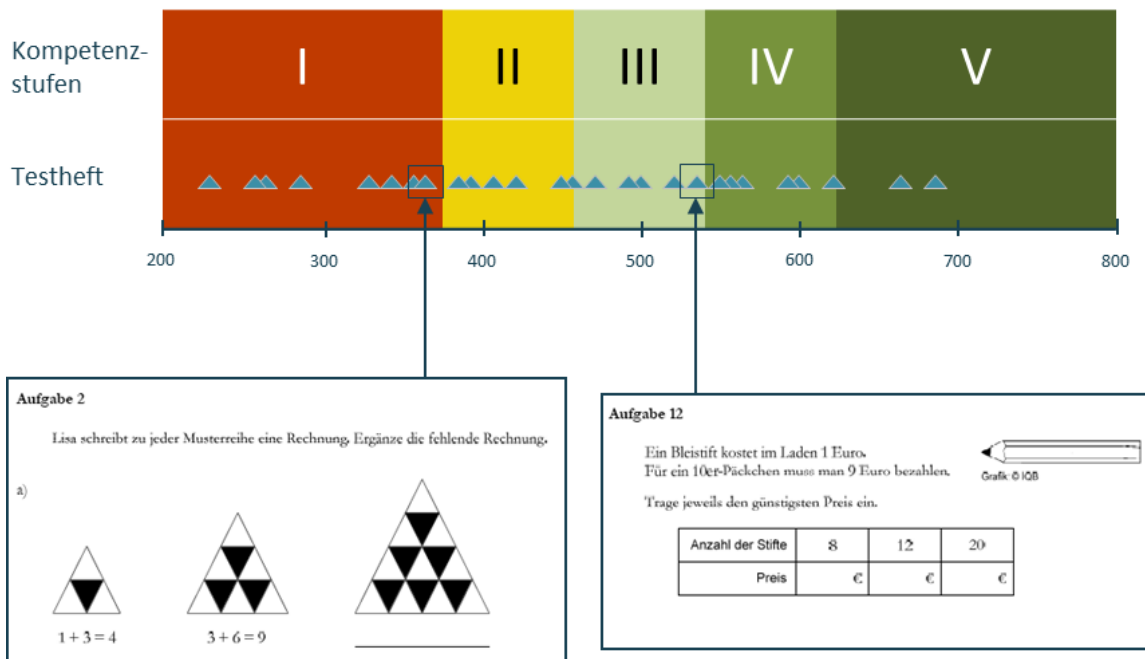 Kompetenz-
stufen
I II III IV V
Testheft
200 300 400 500 600 700 800
Aufgabe 2
Lisa schreibt zu jeder Musterreihe eine Rechnung. Ergänze die fehlende Rechnung.
a)
1 + 3 = 4 3 + 6 = 9
Aufgabe 12
Ein Bleistift kostet im Laden 1 Euro.
Für ein 10er-Päckchen muss man 9 Euro bezahlen.
Grafik: © IQB
Trage jeweils den günstigsten Preis ein.
Anzahl der Stifte 8 12 20
Preis € € €